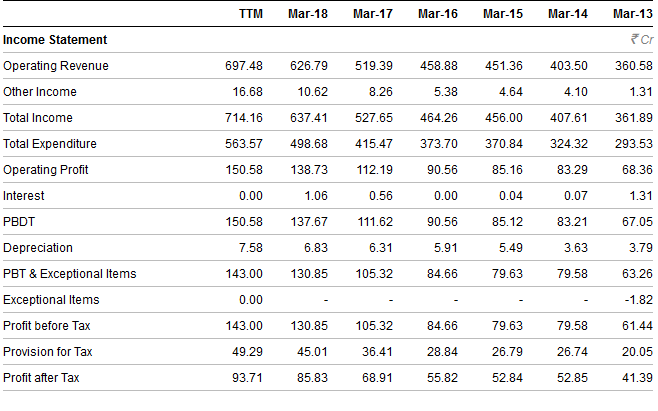 TTM Mar-18 Mar-17 Mar-16 Mar-15 Mar-14 Mar-13
Income Statement ₹ Cr
Operating Revenue 697.48 626.79 519.39 458.88 451.36 403.50 360.58
Other Income 16.68 10.62 8.26 5.38 4.64 4.10 1.31
Total Income 714.16 637.41 527.65 464.26 456.00 407.61 361.89
Total Expenditure 563.57 498.68 415.47 373.70 370.84 324.32 293.53
Operating Profit 150.58 138.73 112.19 90.56 85.16 83.29 68.36
Interest 0.00 1.06 0.56 0.00 0.04 0.07 1.31
PBDT 150.58 137.67 111.62 90.56 85.12 83.21 67.05
Depreciation 7.58 6.83 6.31 5.91 5.49 3.63 3.79
PBT & Exceptional Items 143.00 130.85 105.32 84.66 79.63 79.58 63.26
Exceptional Items 0.00 - - - - - -1.82
Profit before Tax 143.00 130.85 105.32 84.66 79.63 79.58 61.44
Provision for Tax 49.29 45.01 36.41 28.84 26.79 26.74 20.05
Profit after Tax 93.71 85.83 68.91 55.82 52.84 52.85 41.39